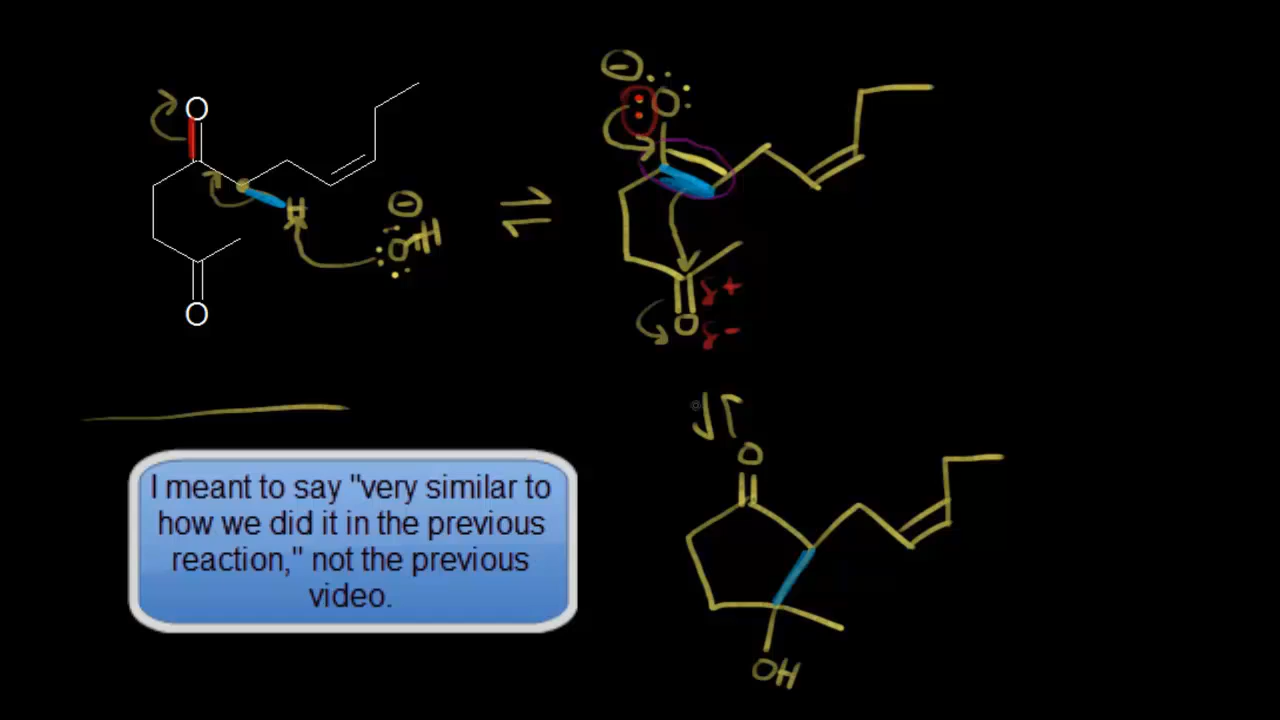 O
H
⊖
OH
O
⊖
O
δ+
O
δ-
O
OH
I meant to say "very similar to
how we did it in the previous
reaction," not the previous
video.